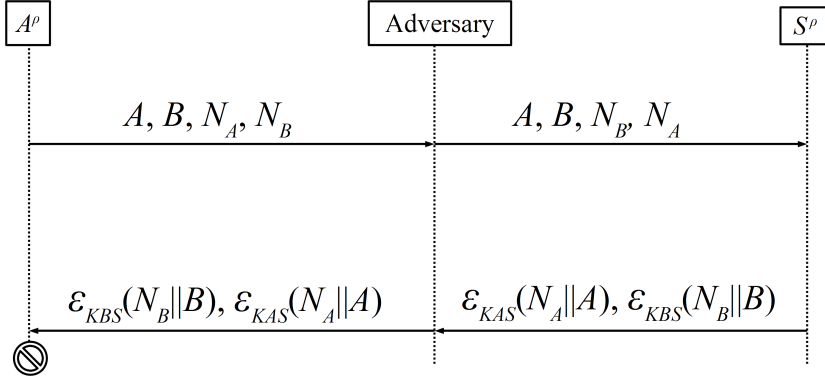 A^ρ
Adversary
S^ρ
A, B, N_A, N_B
A, B, N_B, N_A
ε_KBS(N_B||B), ε_KAS(N_A||A)
ε_KAS(N_A||A), ε_KBS(N_B||B)